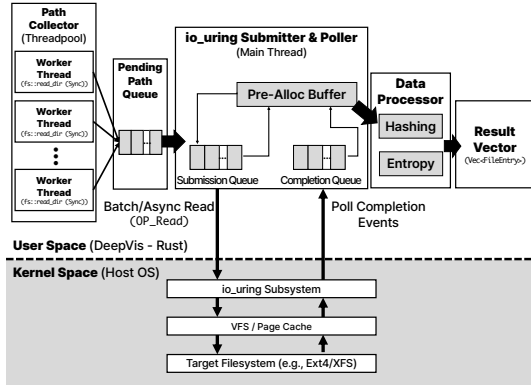 Path
Collector
(Threadpool)
Worker
Thread
(fs::read_dir (Sync))
Worker
Thread
(fs::read_dir (Sync))
Worker
Thread
(fs::read_dir (Sync))
Pending
Path
Queue
...
io_uring Submitter & Poller
(Main Thread)
Pre-Alloc Buffer
...
Submission Queue
...
Completion Queue
Data
Processor
Hashing
Entropy
Result
Vector
(Vec<FileEntry>)
Batch/Async Read
(OP_Read)
Poll Completion
Events
User Space (DeepVis - Rust)
Kernel Space (Host OS)
io_uring Subsystem
VFS / Page Cache
Target Filesystem (e.g., Ext4/XFS)